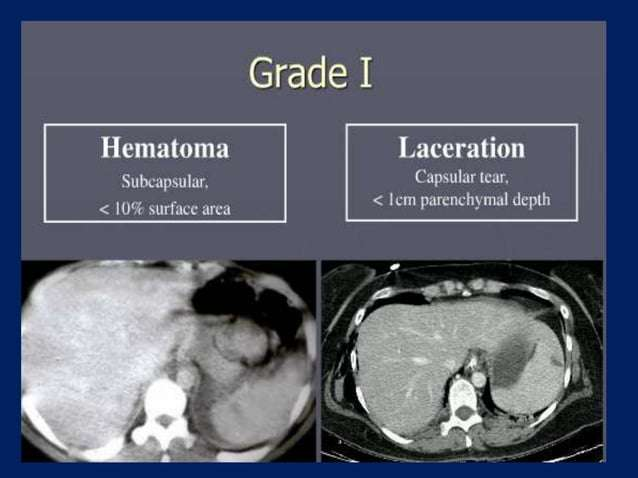 Grade I
Hematoma
Subcapsular,
< 10% surface area
Laceration
Capsular tear,
< 1cm parenchymal depth